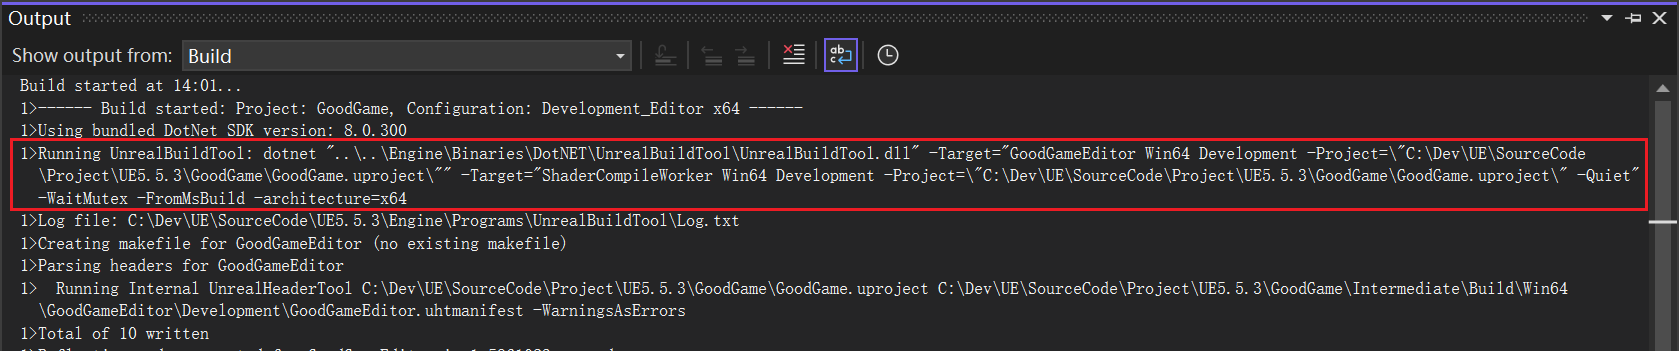 Output
Show output from: Build
Build started at 14:01...
1>------ Build started: Project: GoodGame, Configuration: Development_Editor x64 ------
1>Using bundled DotNet SDK version: 8.0.300
1>Running UnrealBuildTool: dotnet "..\..\Engine\Binaries\DotNET\UnrealBuildTool\UnrealBuildTool.dll" -Target="GoodGameEditor Win64 Development -Project=\"C:\Dev\UE\SourceCode
\Project\UE5.5.3\GoodGame\GoodGame.uproject\"" -Target="ShaderCompileWorker Win64 Development -Project=\"C:\Dev\UE\SourceCode\Project\UE5.5.3\GoodGame\GoodGame.uproject\" -Quiet"
-WaitMutex -FromMsBuild -architecture=x64
1>Log file: C:\Dev\UE\SourceCode\UE5.5.3\Engine\Programs\UnrealBuildTool\Log.txt
1>Creating makefile for GoodGameEditor (no existing makefile)
1>Parsing headers for GoodGameEditor
1>  Running Internal UnrealHeaderTool C:\Dev\UE\SourceCode\Project\UE5.5.3\GoodGame\GoodGame.uproject C:\Dev\UE\SourceCode\Project\UE5.5.3\GoodGame\Intermediate\Build\Win64
\GoodGameEditor\Development\GoodGameEditor.uhtmanifest -WarningsAsErrors
1>Total of 10 written